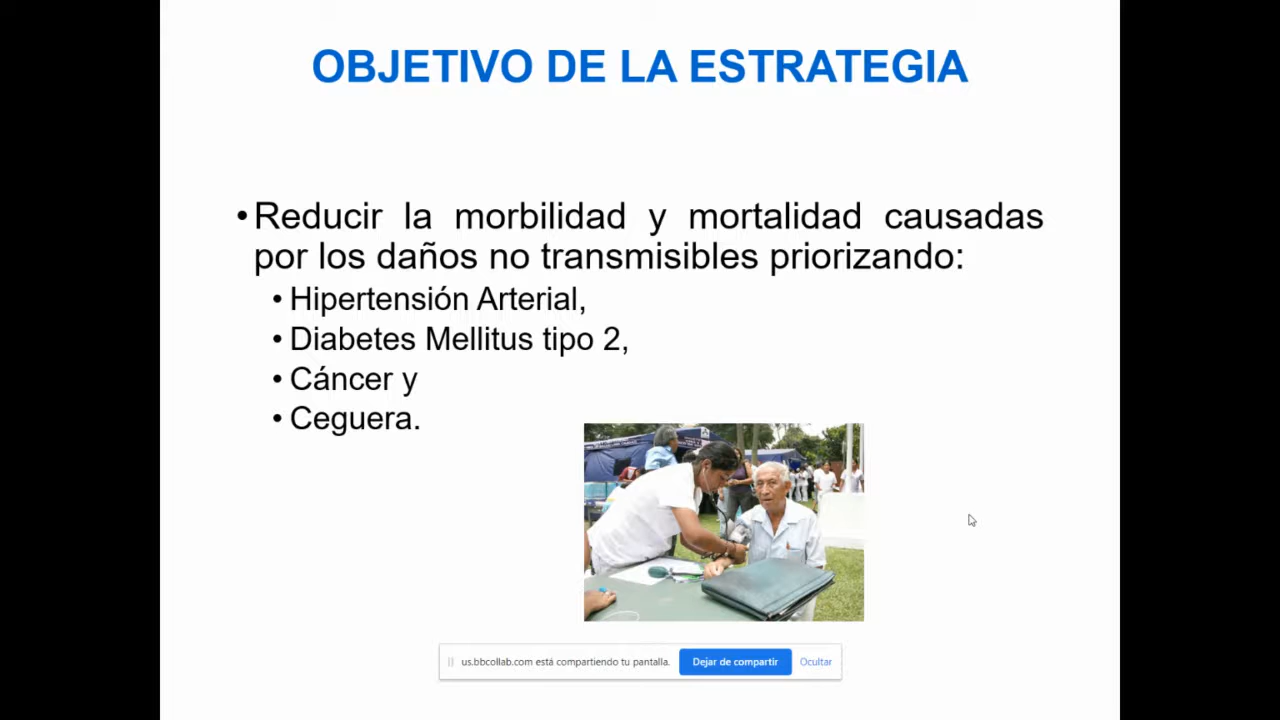 OBJETIVO DE LA ESTRATEGIA
•Reducir la morbilidad y mortalidad causadas
por los daños no transmisibles priorizando:
• Hipertensión Arterial,
• Diabetes Mellitus tipo 2,
• Cáncer y
• Ceguera.
us.bbcollab.com está compartiendo tu pantalla. Dejar de compartir Ocultar